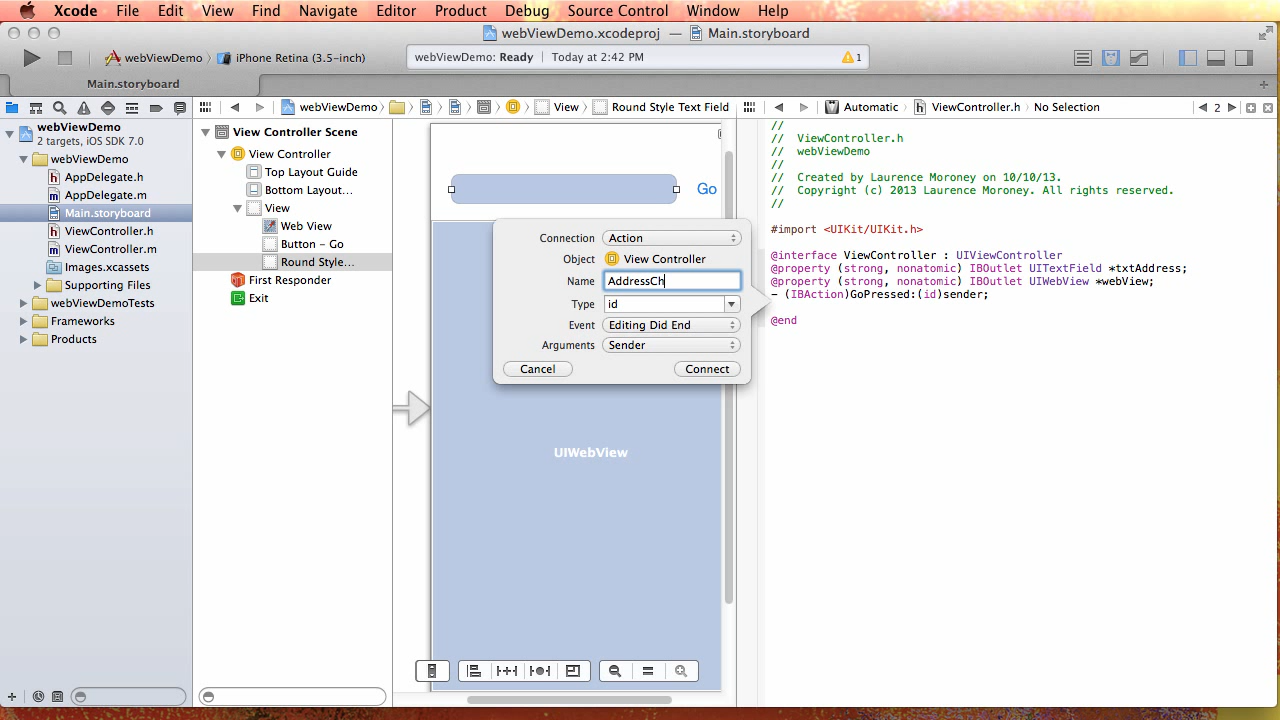 Xcode File Edit View Find Navigate Editor Product Debug Source Control Window Help
webViewDemo.xcodeproj — Main.storyboard
webViewDemo iPhone Retina (3.5-inch) webViewDemo: Ready Today at 2:42 PM 1
Main.storyboard
webViewDemo View Round Style Text Field Automatic ViewController.h No Selection 2
webViewDemo
2 targets, iOS SDK 7.0
webViewDemo
AppDelegate.h
AppDelegate.m
Main.storyboard
ViewController.h
ViewController.m
Images.xcassets
Supporting Files
webViewDemoTests
Frameworks
Products
View Controller Scene
View Controller
Top Layout Guide
Bottom Layout...
View
Web View
Button – Go
Round Style...
First Responder
Exit
Go
Connection Action
Object View Controller
Name AddressCh
Type id
Event Editing Did End
Arguments Sender
Cancel Connect
UIWebView
//
// ViewController.h
// webViewDemo
//
// Created by Laurence Moroney on 10/10/13.
// Copyright (c) 2013 Laurence Moroney. All rights reserved.
//
#import <UIKit/UIKit.h>
@interface ViewController : UIViewController
@property (strong, nonatomic) IBOutlet UITextField *txtAddress;
@property (strong, nonatomic) IBOutlet UIWebView *webView;
- (IBAction)GoPressed:(id)sender;
@end